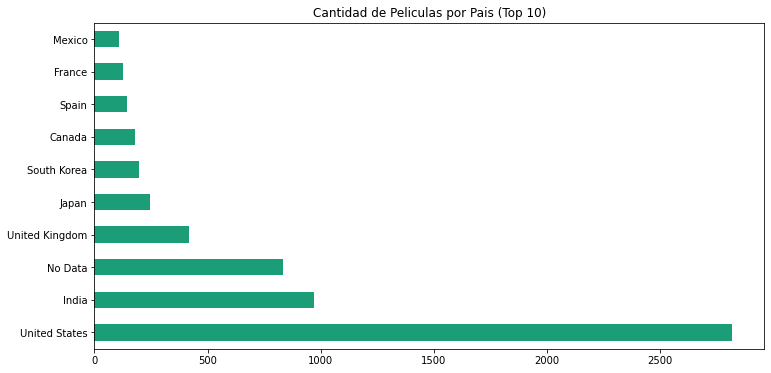 Cantidad de Peliculas por Pais (Top 10)
Mexico
France
Spain
Canada
South Korea
Japan
United Kingdom
No Data
India
United States
0 500 1000 1500 2000 2500